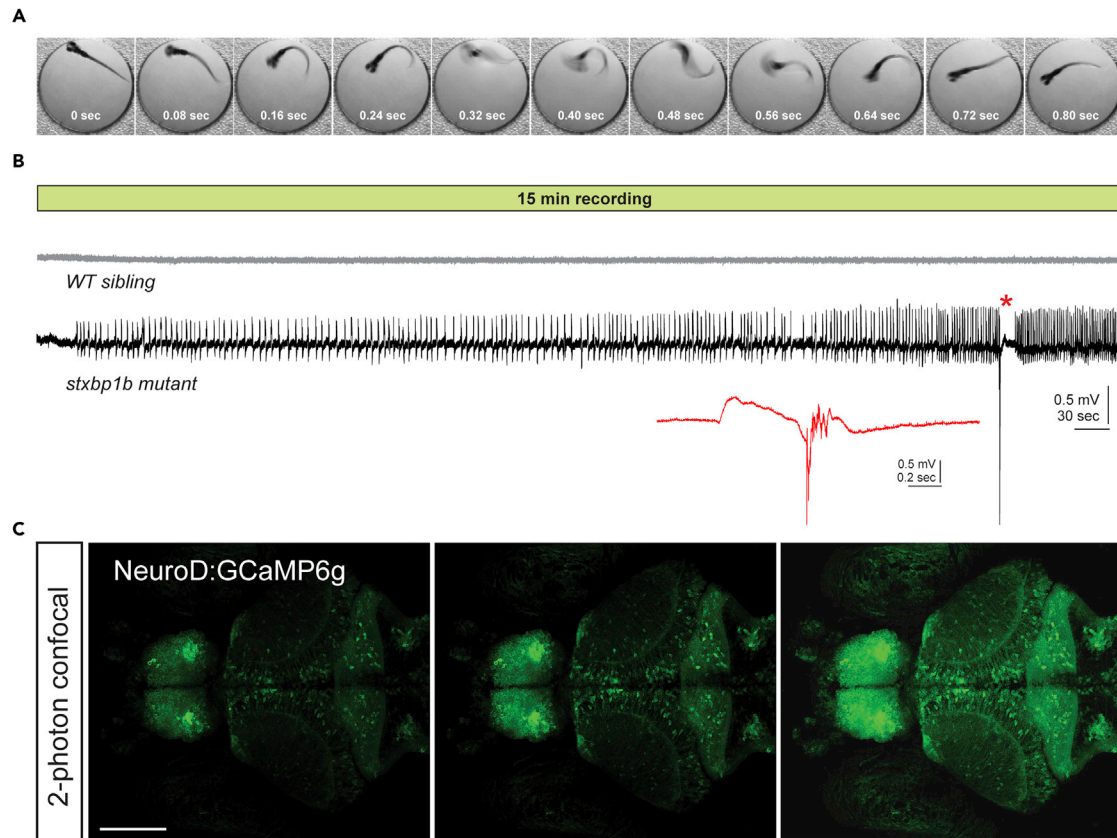 A
0 sec
0.08 sec
0.16 sec
0.24 sec
0.32 sec
0.40 sec
0.48 sec
0.56 sec
0.64 sec
0.72 sec
0.80 sec
B
15 min recording
WT sibling
*
stxbp1b mutant
0.5 mV
30 sec
0.5 mV
0.2 sec
C
2-photon confocal
NeuroD:GCaMP6g